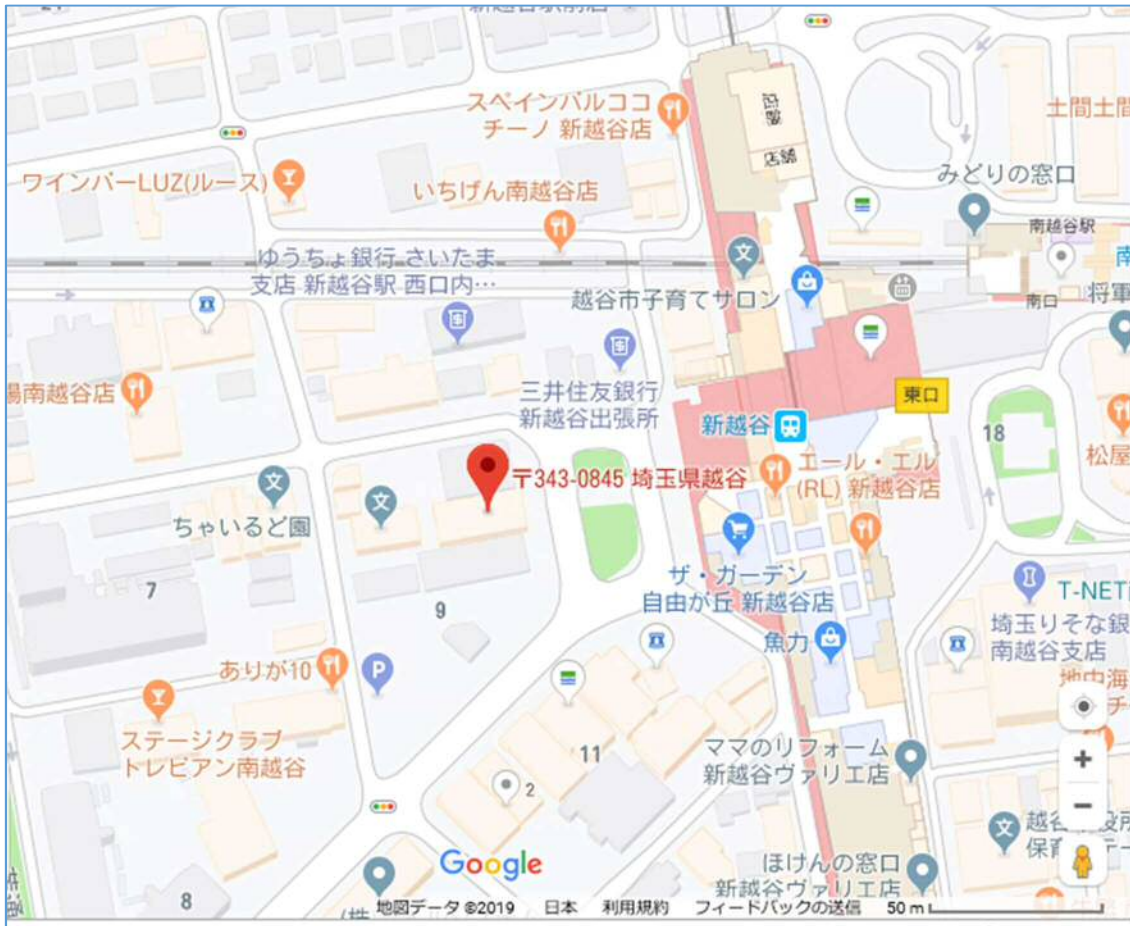 スペインバルココ
チーノ 新越谷店
土間土間
店舗
店舗
ワインバーLUZ(ルース)
いちげん南越谷店
みどりの窓口
南越谷駅
ゆうちょ銀行 さいたま
支店 新越谷駅 西口内…
越谷市子育てサロン
南口
将軍
陽南越谷店
三井住友銀行
新越谷出張所
東口
新越谷
18
松屋
〒343-0845 埼玉県越谷
エール・エル
(RL) 新越谷店
ちゃいるど園
7
9
ザ・ガーデン
自由が丘 新越谷店
T-NET
埼玉りそな銀
南越谷支店
魚力
ありが10
P
地中海
ステージクラブ
トレビアン南越谷
11
2
ママのリフォーム
新越谷ヴァリエ店
8
Google
ほけんの窓口
新越谷ヴァリエ店
地図データ ©2019 日本 利用規約 フィードバックの送信 50 m